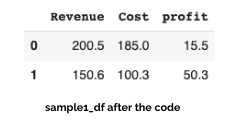 Revenue Cost profit
0 200.5 185.0 15.5
1 150.6 100.3 50.3
sample1_df after the code